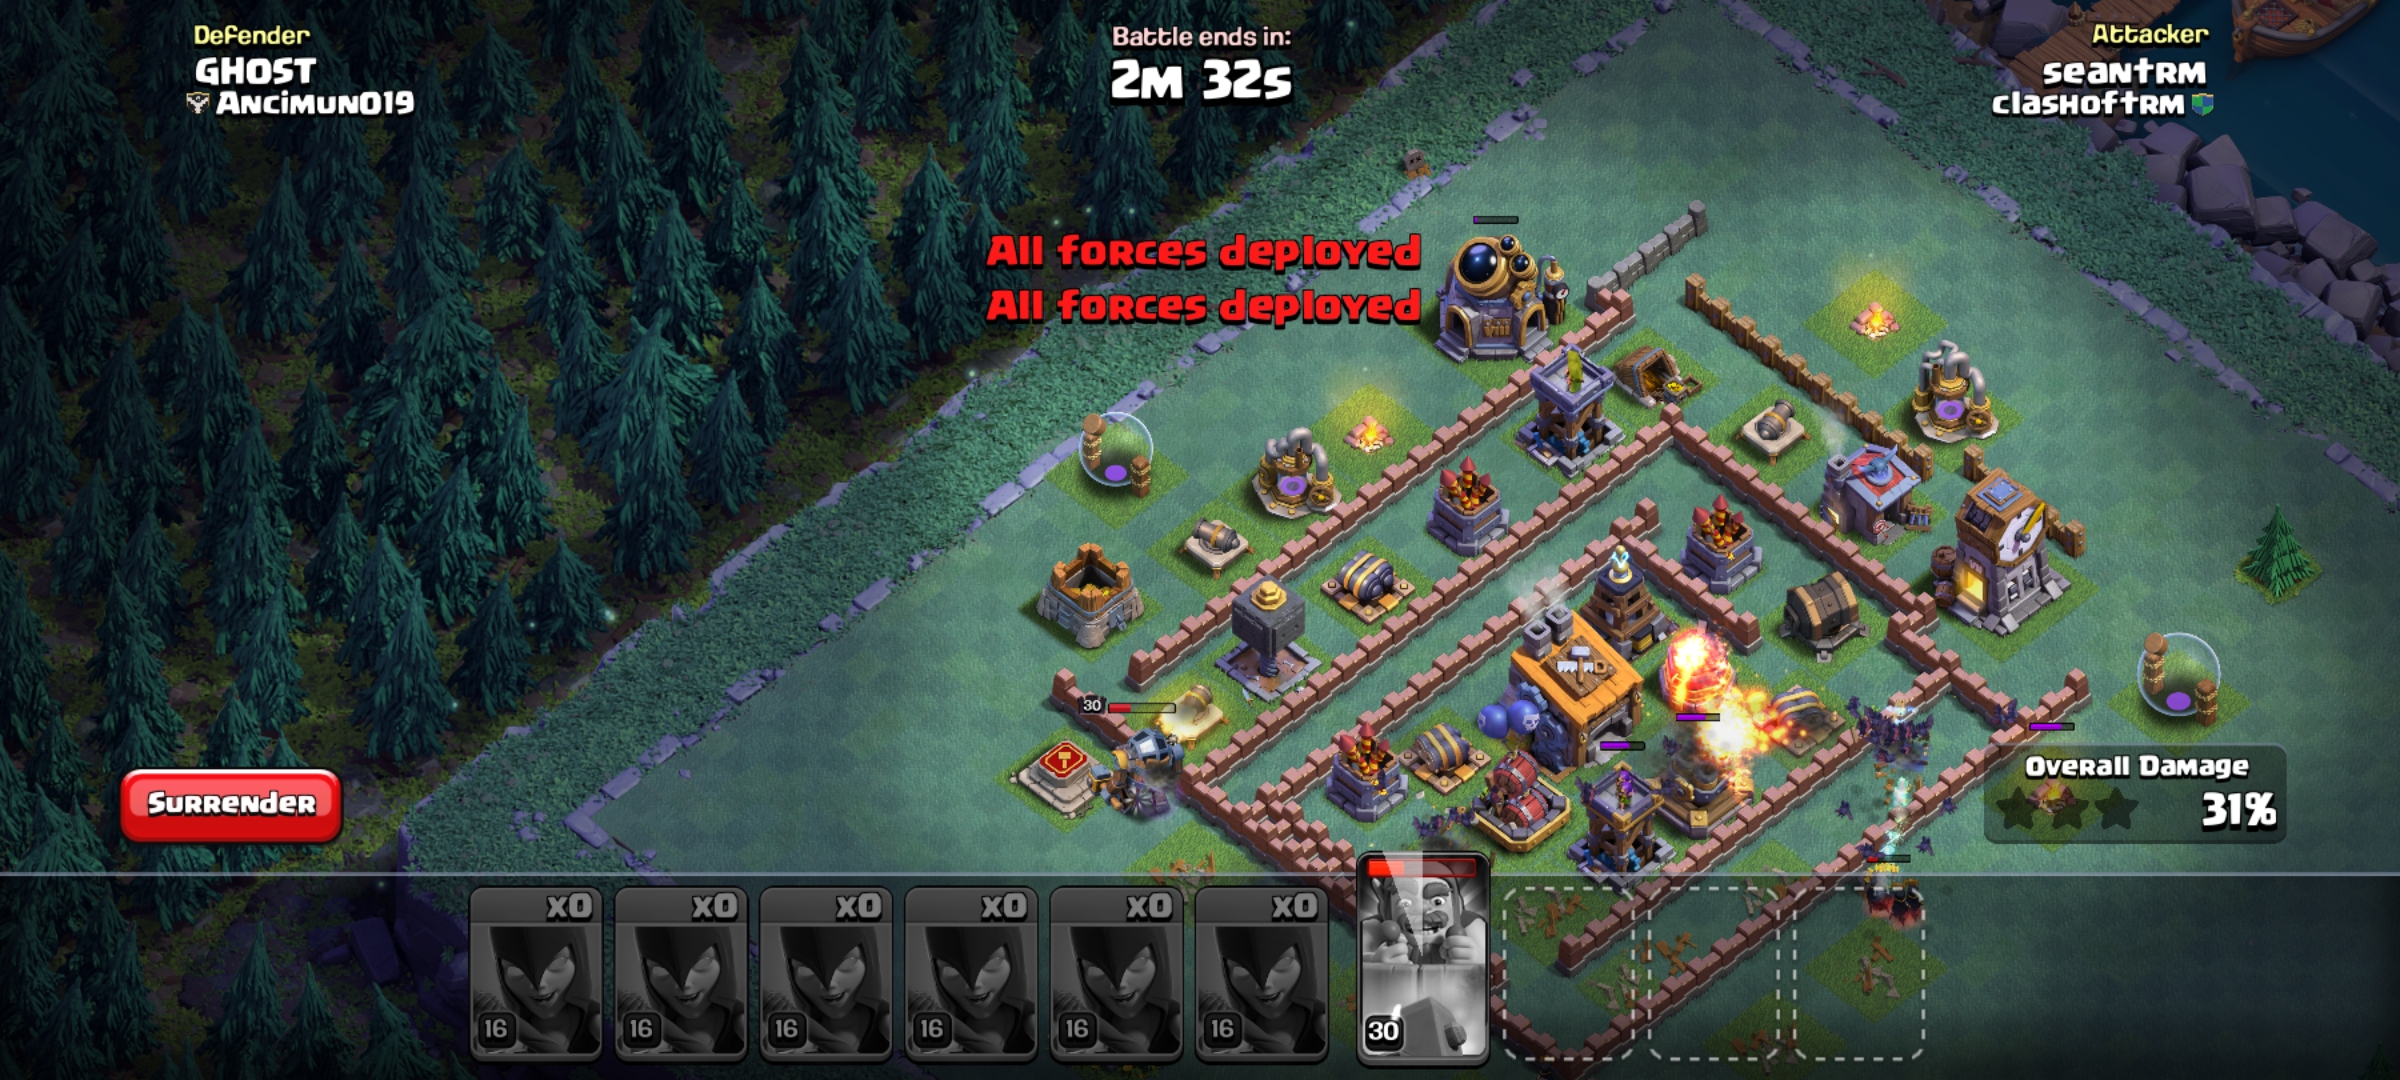 Defender
GHOST
Ancimun019
Battle ends in:
2M 32s
Attacker
seantRM
clashoftRM
All forces deployed
All forces deployed
VIII
30
Surrender
Overall Damage
31%
x0
x0
x0
x0
x0
x0
16
16
16
16
16
16
30